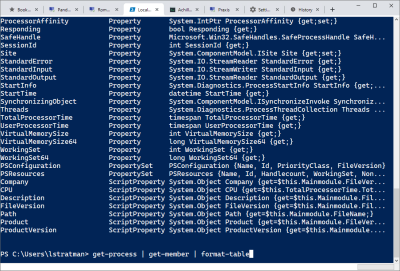 Book...
Pand...
Rom...
Local...
Achill...
Praxis
Setti...
History
ProcessorAffinity Property System.IntPtr ProcessorAffinity {get;set;}
Responding Property bool Responding {get;}
SafeHandle Property Microsoft.Win32.SafeHandles.SafeProcessHandle SafeH...
SessionId Property int SessionId {get;}
Site Property System.ComponentModel.ISite Site {get;set;}
StandardError Property System.IO.StreamReader StandardError {get;}
StandardInput Property System.IO.StreamWriter StandardInput {get;}
StandardOutput Property System.IO.StreamReader StandardOutput {get;}
StartInfo Property System.Diagnostics.ProcessStartInfo StartInfo {get;...
StartTime Property datetime StartTime {get;}
SynchronizingObject Property System.ComponentModel.ISynchronizeInvoke Synchroniz...
Threads Property System.Diagnostics.ProcessThreadCollection Threads ...
TotalProcessorTime Property timespan TotalProcessorTime {get;}
UserProcessorTime Property timespan UserProcessorTime {get;}
VirtualMemorySize Property int VirtualMemorySize {get;}
VirtualMemorySize64 Property long VirtualMemorySize64 {get;}
WorkingSet Property int WorkingSet {get;}
WorkingSet64 Property long WorkingSet64 {get;}
PSConfiguration PropertySet PSConfiguration {Name, Id, PriorityClass, FileVersion}
PSResources PropertySet PSResources {Name, Id, Handlecount, WorkingSet, Non...
Company ScriptProperty System.Object Company {get=$this.Mainmodule.FileVer...
CPU ScriptProperty System.Object CPU {get=$this.TotalProcessorTime.Tot...
Description ScriptProperty System.Object Description {get=$this.Mainmodule.Fil...
FileVersion ScriptProperty System.Object FileVersion {get=$this.Mainmodule.Fil...
Path ScriptProperty System.Object Path {get=$this.Mainmodule.FileName;}
Product ScriptProperty System.Object Product {get=$this.Mainmodule.FileVer...
ProductVersion ScriptProperty System.Object ProductVersion {get=$this.Mainmodule....
PS C:\Users\lstratman> get-process | get-member | format-table